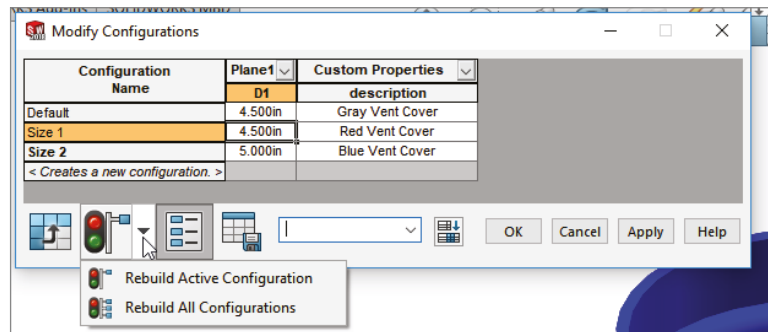 Modify Configurations
Configuration Name Plane1 Custom Properties
D1 description
Default 4.500in Gray Vent Cover
Size 1 4.500in Red Vent Cover
Size 2 5.000in Blue Vent Cover
< Creates a new configuration. >
OK Cancel Apply Help
Rebuild Active Configuration
Rebuild All Configurations